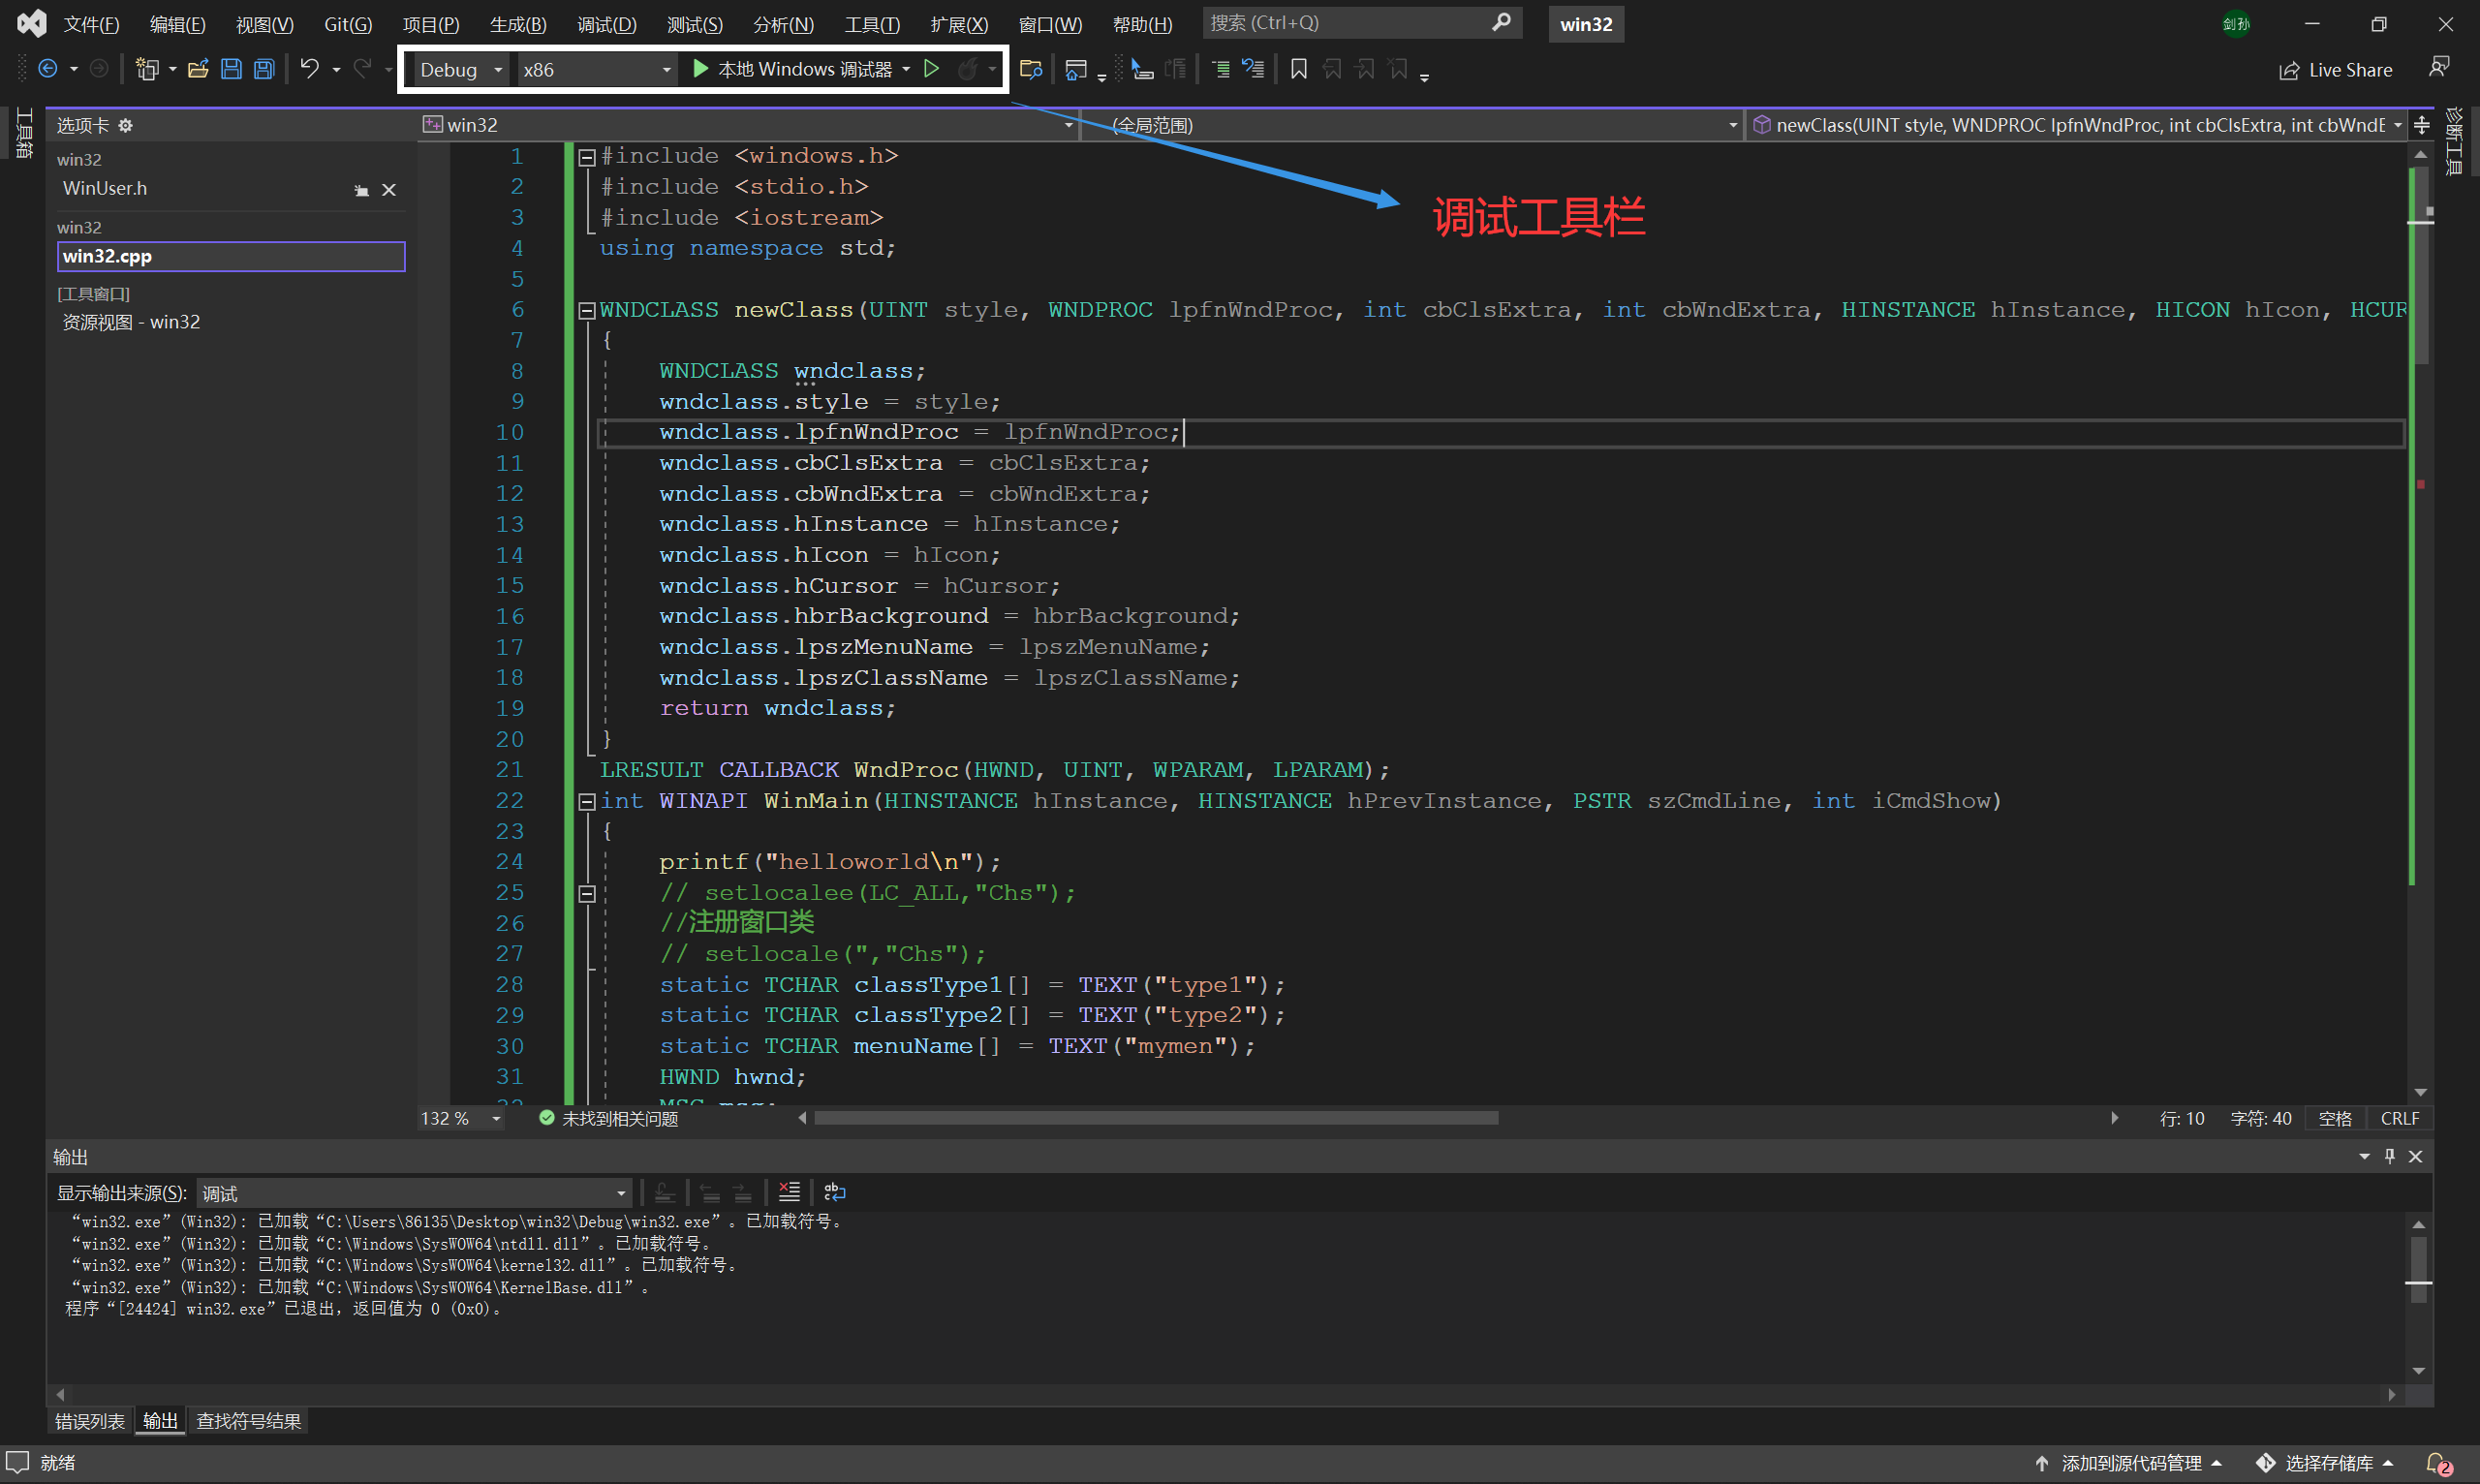 文件(F) 编辑(E) 视图(V) Git(G) 项目(P) 生成(B) 调试(D) 测试(S) 分析(N) 工具(T) 扩展(X) 窗口(W) 帮助(H) 搜索 (Ctrl+Q) win32 剑孙
Debug x86 本地 Windows 调试器 Live Share
工具箱
诊断工具
选项卡
win32
WinUser.h
win32
win32.cpp
[工具窗口]
资源视图 - win32
win32 (全局范围) newClass(UINT style, WNDPROC lpfnWndProc, int cbClsExtra, int cbWndE
调试工具栏
1 #include <windows.h>
2 #include <stdio.h>
3 #include <iostream>
4 using namespace std;
5
6 WNDCLASS newClass(UINT style, WNDPROC lpfnWndProc, int cbClsExtra, int cbWndExtra, HINSTANCE hInstance, HICON hIcon, HCUR
7 {
8 WNDCLASS wndclass;
9 wndclass.style = style;
10 wndclass.lpfnWndProc = lpfnWndProc;
11 wndclass.cbClsExtra = cbClsExtra;
12 wndclass.cbWndExtra = cbWndExtra;
13 wndclass.hInstance = hInstance;
14 wndclass.hIcon = hIcon;
15 wndclass.hCursor = hCursor;
16 wndclass.hbrBackground = hbrBackground;
17 wndclass.lpszMenuName = lpszMenuName;
18 wndclass.lpszClassName = lpszClassName;
19 return wndclass;
20 }
21 LRESULT CALLBACK WndProc(HWND, UINT, WPARAM, LPARAM);
22 int WINAPI WinMain(HINSTANCE hInstance, HINSTANCE hPrevInstance, PSTR szCmdLine, int iCmdShow)
23 {
24 printf("helloworld\n");
25 // setlocalee(LC_ALL,"Chs");
26 //注册窗口类
27 // setlocale(","Chs");
28 static TCHAR classType1[] = TEXT("type1");
29 static TCHAR classType2[] = TEXT("type2");
30 static TCHAR menuName[] = TEXT("mymen");
31 HWND hwnd;
32 MSG msg;
132 % 未找到相关问题 行: 10 字符: 40 空格 CRLF
输出
显示输出来源(S): 调试
“win32.exe”(Win32): 已加载“C:\Users\86135\Desktop\win32\Debug\win32.exe”。已加载符号。
“win32.exe”(Win32): 已加载“C:\Windows\SysWOW64\ntdll.dll”。已加载符号。
“win32.exe”(Win32): 已加载“C:\Windows\SysWOW64\kernel32.dll”。已加载符号。
“win32.exe”(Win32): 已加载“C:\Windows\SysWOW64\KernelBase.dll”。
程序“[24424] win32.exe”已退出，返回值为 0 (0x0)。
错误列表 输出 查找符号结果
就绪 添加到源代码管理 选择存储库 2